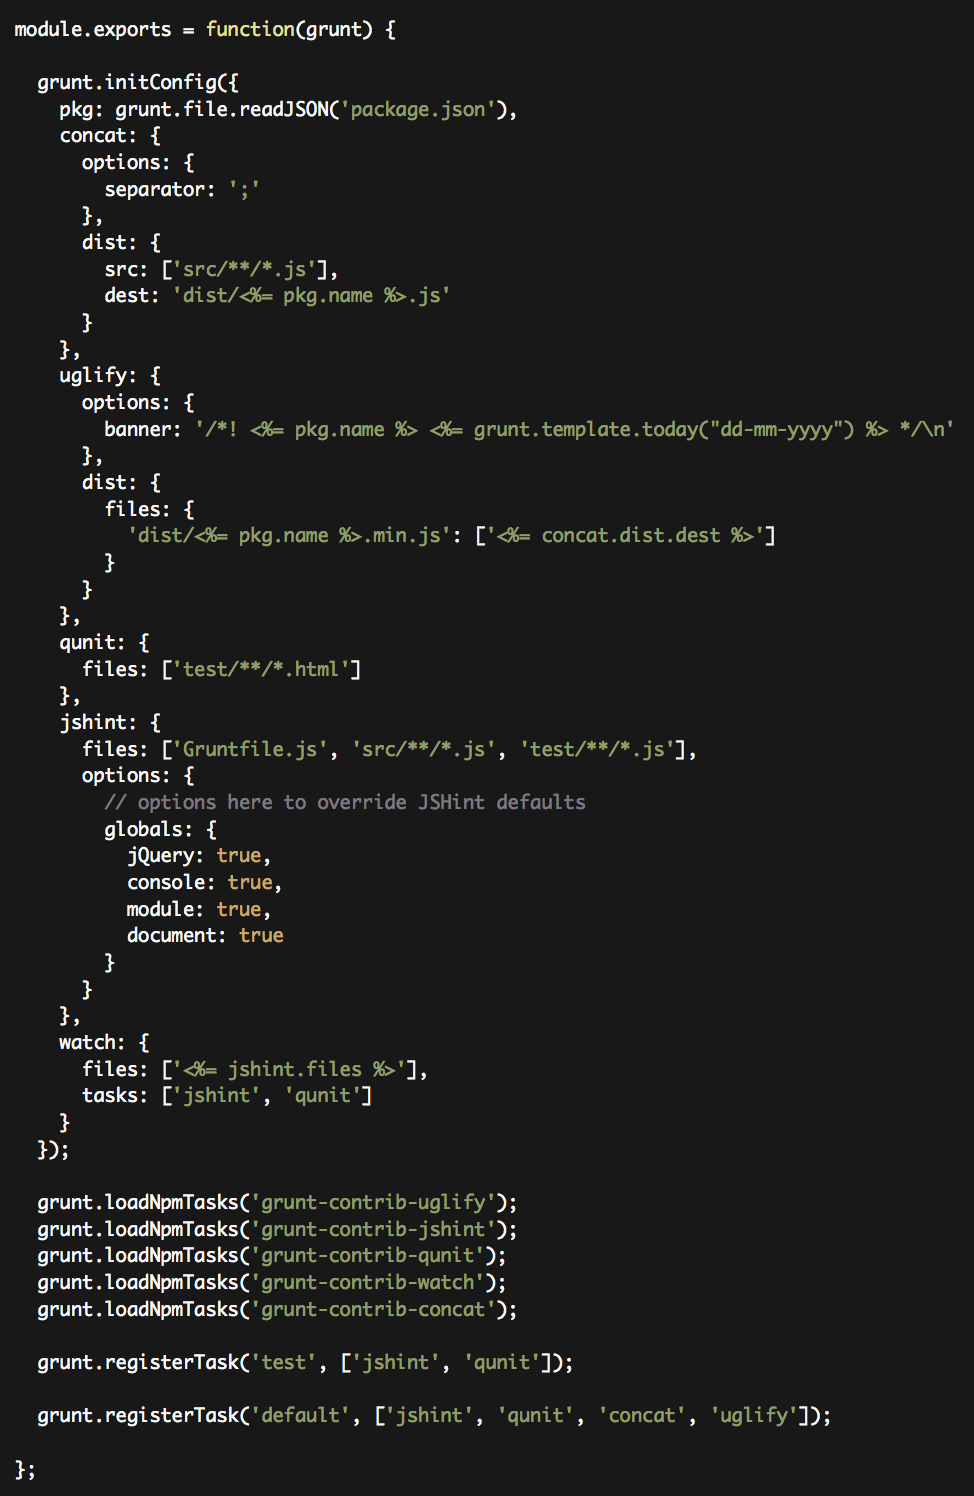 module.exports = function(grunt) {

  grunt.initConfig({
    pkg: grunt.file.readJSON('package.json'),
    concat: {
      options: {
        separator: ';'
      },
      dist: {
        src: ['src/**/*.js'],
        dest: 'dist/<%= pkg.name %>.js'
      }
    },
    uglify: {
      options: {
        banner: '/*! <%= pkg.name %> <%= grunt.template.today("dd-mm-yyyy") %> */\n'
      },
      dist: {
        files: {
          'dist/<%= pkg.name %>.min.js': ['<%= concat.dist.dest %>']
        }
      }
    },
    qunit: {
      files: ['test/**/*.html']
    },
    jshint: {
      files: ['Gruntfile.js', 'src/**/*.js', 'test/**/*.js'],
      options: {
        // options here to override JSHint defaults
        globals: {
          jQuery: true,
          console: true,
          module: true,
          document: true
        }
      }
    },
    watch: {
      files: ['<%= jshint.files %>'],
      tasks: ['jshint', 'qunit']
    }
  });

  grunt.loadNpmTasks('grunt-contrib-uglify');
  grunt.loadNpmTasks('grunt-contrib-jshint');
  grunt.loadNpmTasks('grunt-contrib-qunit');
  grunt.loadNpmTasks('grunt-contrib-watch');
  grunt.loadNpmTasks('grunt-contrib-concat');

  grunt.registerTask('test', ['jshint', 'qunit']);

  grunt.registerTask('default', ['jshint', 'qunit', 'concat', 'uglify']);

};